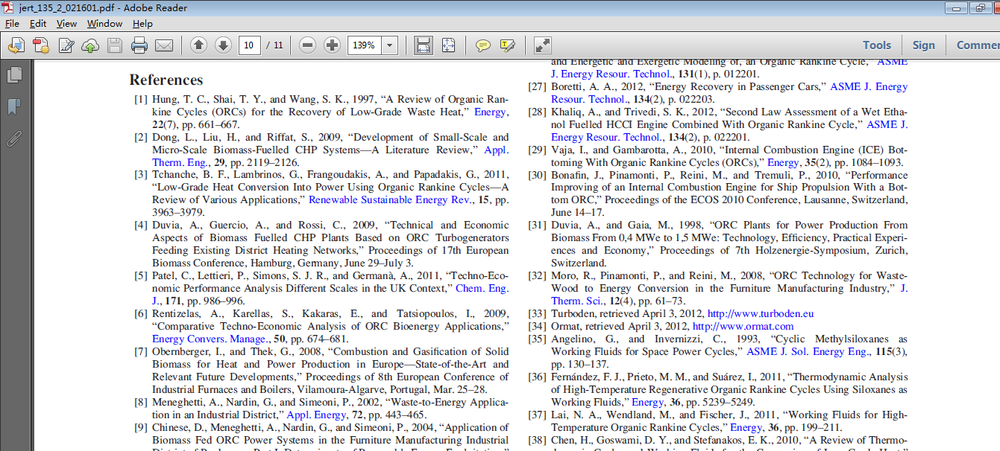 jert_135_2_021601.pdf - Adobe Reader
File Edit View Window Help
10 / 11 139% Tools Sign Comme
References
[1] Hung, T. C., Shai, T. Y., and Wang, S. K., 1997, “A Review of Organic Ran-
kine Cycles (ORCs) for the Recovery of Low-Grade Waste Heat,” Energy,
22(7), pp. 661–667.
[2] Dong, L., Liu, H., and Riffat, S., 2009, “Development of Small-Scale and
Micro-Scale Biomass-Fuelled CHP Systems—A Literature Review,” Appl.
Therm. Eng., 29, pp. 2119–2126.
[3] Tchanche, B. F., Lambrinos, G., Frangoudakis, A., and Papadakis, G., 2011,
“Low-Grade Heat Conversion Into Power Using Organic Rankine Cycles—A
Review of Various Applications,” Renewable Sustainable Energy Rev., 15, pp.
3963–3979.
[4] Duvia, A., Guercio, A., and Rossi, C., 2009, “Technical and Economic
Aspects of Biomass Fuelled CHP Plants Based on ORC Turbogenerators
Feeding Existing District Heating Networks,” Proceedings of 17th European
Biomass Conference, Hamburg, Germany, June 29–July 3.
[5] Patel, C., Lettieri, P., Simons, S. J. R., and Germanà, A., 2011, “Techno-Eco-
nomic Performance Analysis Different Scales in the UK Context,” Chem. Eng.
J., 171, pp. 986–996.
[6] Rentizelas, A., Karellas, S., Kakaras, E., and Tatsiopoulos, I., 2009,
“Comparative Techno-Economic Analysis of ORC Bioenergy Applications,”
Energy Convers. Manage., 50, pp. 674–681.
[7] Obernberger, I., and Thek, G., 2008, “Combustion and Gasification of Solid
Biomass for Heat and Power Production in Europe—State-of-the-Art and
Relevant Future Developments,” Proceedings of 8th European Conference of
Industrial Furnaces and Boilers, Vilamoura-Algarve, Portugal, Mar. 25–28.
[8] Meneghetti, A., Nardin, G., and Simeoni, P., 2002, “Waste-to-Energy Applica-
tion in an Industrial District,” Appl. Energy, 72, pp. 443–465.
[9] Chinese, D., Meneghetti, A., Nardin, G., and Simeoni, P., 2004, “Application of
Biomass Fed ORC Power Systems in the Furniture Manufacturing Industrial
and Energetic and Exergetic Modeling of, an Organic Rankine Cycle,” ASME
J. Energy Resour. Technol., 131(1), p. 012201.
[27] Boretti, A. A., 2012, “Energy Recovery in Passenger Cars,” ASME J. Energy
Resour. Technol., 134(2), p. 022203.
[28] Khaliq, A., and Trivedi, S. K., 2012, “Second Law Assessment of a Wet Etha-
nol Fuelled HCCI Engine Combined With Organic Rankine Cycle,” ASME J.
Energy Resour. Technol., 134(2), p. 022201.
[29] Vaja, I., and Gambarotta, A., 2010, “Internal Combustion Engine (ICE) Bot-
toming With Organic Rankine Cycles (ORCs),” Energy, 35(2), pp. 1084–1093.
[30] Bonafin, J., Pinamonti, P., Reini, M., and Tremuli, P., 2010, “Performance
Improving of an Internal Combustion Engine for Ship Propulsion With a Bot-
tom ORC,” Proceedings of the ECOS 2010 Conference, Lausanne, Switzerland,
June 14–17.
[31] Duvia, A., and Gaia, M., 1998, “ORC Plants for Power Production From
Biomass From 0,4 MWe to 1,5 MWe: Technology, Efficiency, Practical Experi-
ences and Economy,” Proceedings of 7th Holzenergie-Symposium, Zurich,
Switzerland.
[32] Moro, R., Pinamonti, P., and Reini, M., 2008, “ORC Technology for Waste-
Wood to Energy Conversion in the Furniture Manufacturing Industry,” J.
Therm. Sci., 12(4), pp. 61–73.
[33] Turboden, retrieved April 3, 2012, http://www.turboden.eu
[34] Ormat, retrieved April 3, 2012, http://www.ormat.com
[35] Angelino, G., and Invernizzi, C., 1993, “Cyclic Methylsiloxanes as
Working Fluids for Space Power Cycles,” ASME J. Sol. Energy Eng., 115(3),
pp. 130–137.
[36] Fernández, F. J., Prieto, M. M., and Suárez, I., 2011, “Thermodynamic Analysis
of High-Temperature Regenerative Organic Rankine Cycles Using Siloxanes as
Working Fluids,” Energy, 36, pp. 5239–5249.
[37] Lai, N. A., Wendland, M., and Fischer, J., 2011, “Working Fluids for High-
Temperature Organic Rankine Cycles,” Energy, 36, pp. 199–211.
[38] Chen, H., Goswami, D. Y., and Stefanakos, E. K., 2010, “A Review of Thermo-